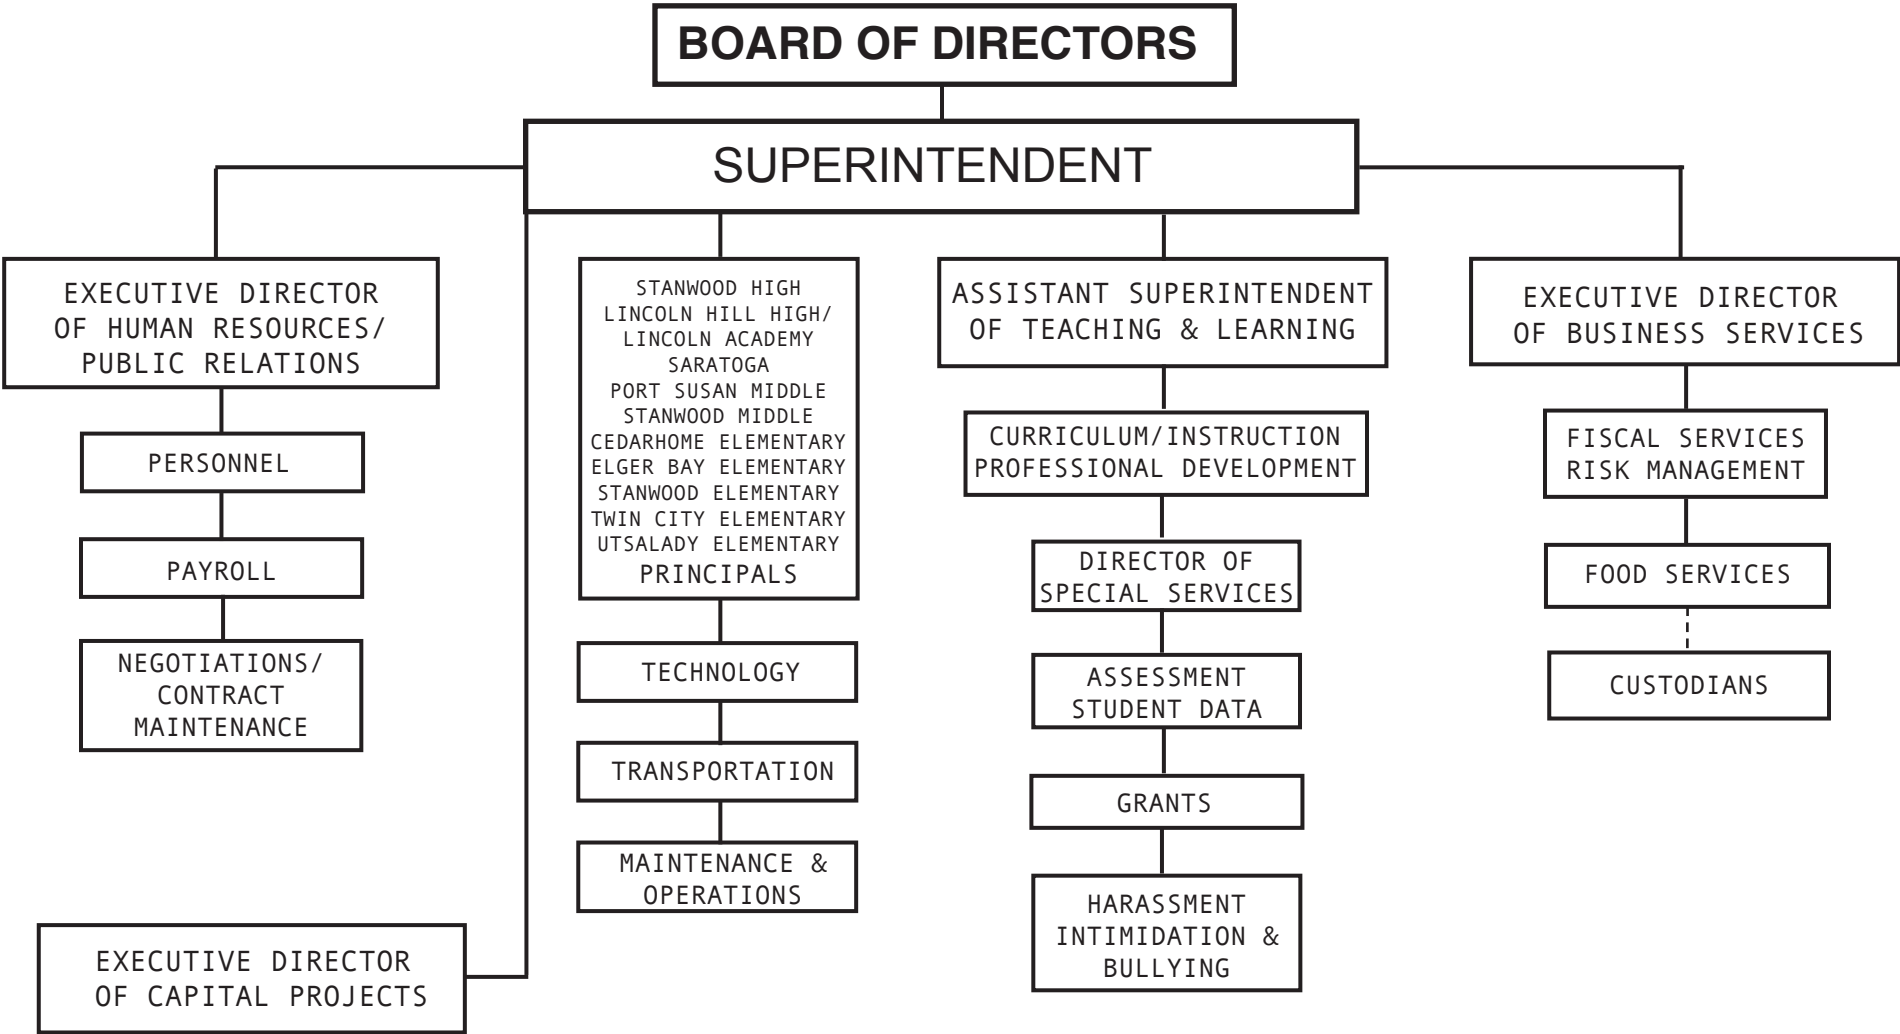 BOARD OF DIRECTORS
SUPERINTENDENT
EXECUTIVE DIRECTOR
OF HUMAN RESOURCES/
PUBLIC RELATIONS
PERSONNEL
PAYROLL
NEGOTIATIONS/
CONTRACT
MAINTENANCE
EXECUTIVE DIRECTOR
OF CAPITAL PROJECTS
STANWOOD HIGH
LINCOLN HILL HIGH/
LINCOLN ACADEMY
SARATOGA
PORT SUSAN MIDDLE
STANWOOD MIDDLE
CEDARHOME ELEMENTARY
ELGER BAY ELEMENTARY
STANWOOD ELEMENTARY
TWIN CITY ELEMENTARY
UTSALADY ELEMENTARY
PRINCIPALS
TECHNOLOGY
TRANSPORTATION
MAINTENANCE &
OPERATIONS
ASSISTANT SUPERINTENDENT
OF TEACHING & LEARNING
CURRICULUM/INSTRUCTION
PROFESSIONAL DEVELOPMENT
DIRECTOR OF
SPECIAL SERVICES
ASSESSMENT
STUDENT DATA
GRANTS
HARASSMENT
INTIMIDATION &
BULLYING
EXECUTIVE DIRECTOR
OF BUSINESS SERVICES
FISCAL SERVICES
RISK MANAGEMENT
FOOD SERVICES
CUSTODIANS